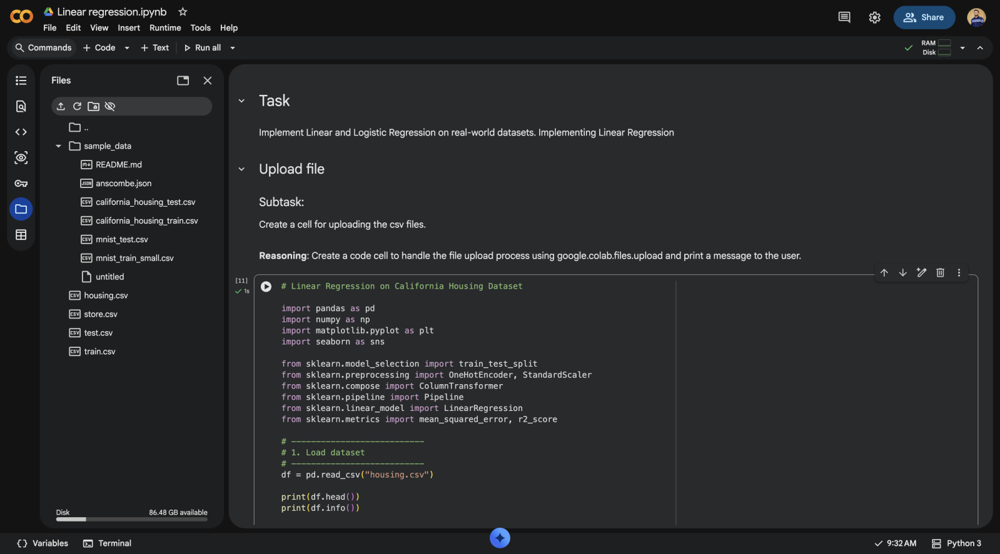 Linear regression.ipynb
File Edit View Insert Runtime Tools Help
Share
Commands + Code + Text Run all
RAM
Disk
Files
..
sample_data
README.md
anscombe.json
california_housing_test.csv
california_housing_train.csv
mnist_test.csv
mnist_train_small.csv
untitled
housing.csv
store.csv
test.csv
train.csv
Disk 86.48 GB available
Task
Implement Linear and Logistic Regression on real-world datasets. Implementing Linear Regression
Upload file
Subtask:
Create a cell for uploading the csv files.
Reasoning: Create a code cell to handle the file upload process using google.colab.files.upload and print a message to the user.
[11]
1s
# Linear Regression on California Housing Dataset
import pandas as pd
import numpy as np
import matplotlib.pyplot as plt
import seaborn as sns
from sklearn.model_selection import train_test_split
from sklearn.preprocessing import OneHotEncoder, StandardScaler
from sklearn.compose import ColumnTransformer
from sklearn.pipeline import Pipeline
from sklearn.linear_model import LinearRegression
from sklearn.metrics import mean_squared_error, r2_score
# ---------------------------
# 1. Load dataset
# ---------------------------
df = pd.read_csv("housing.csv")
print(df.head())
print(df.info())
Variables Terminal
9:32 AM Python 3